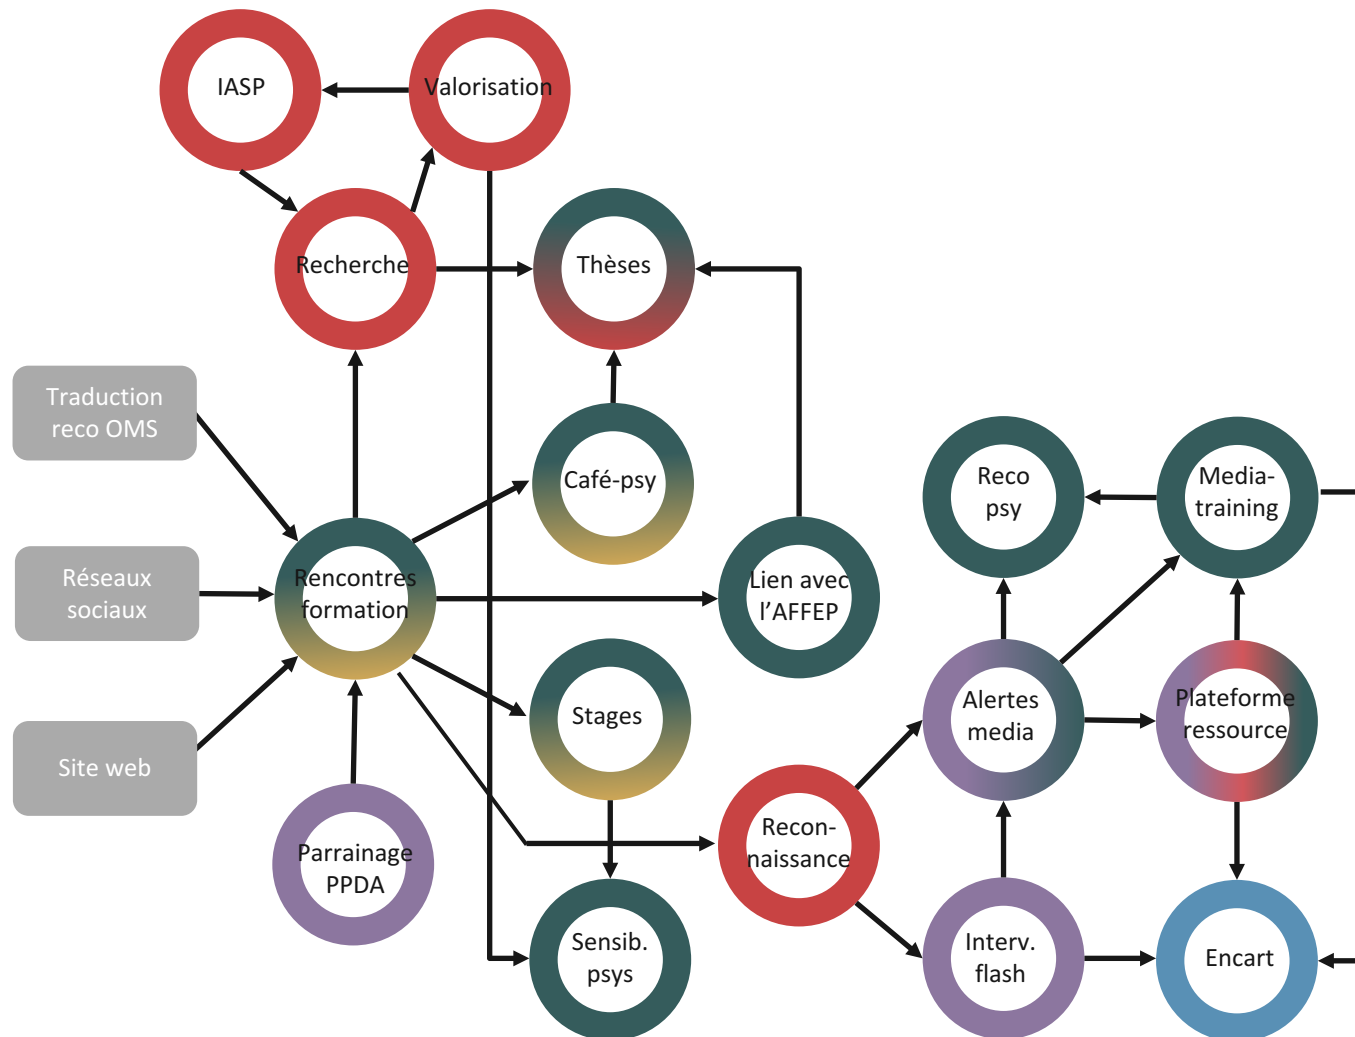 IASP
Valorisation
Recherche
Thèses
Traduction
reco OMS
Café-psy
Reco
psy
Media-
training
Réseaux
sociaux
Rencontres
formation
Lien avec
l’AFFEP
Stages
Alertes
media
Plateforme
ressource
Site web
Parrainage
PPDA
Recon-
naissance
Sensib.
psys
Interv.
flash
Encart